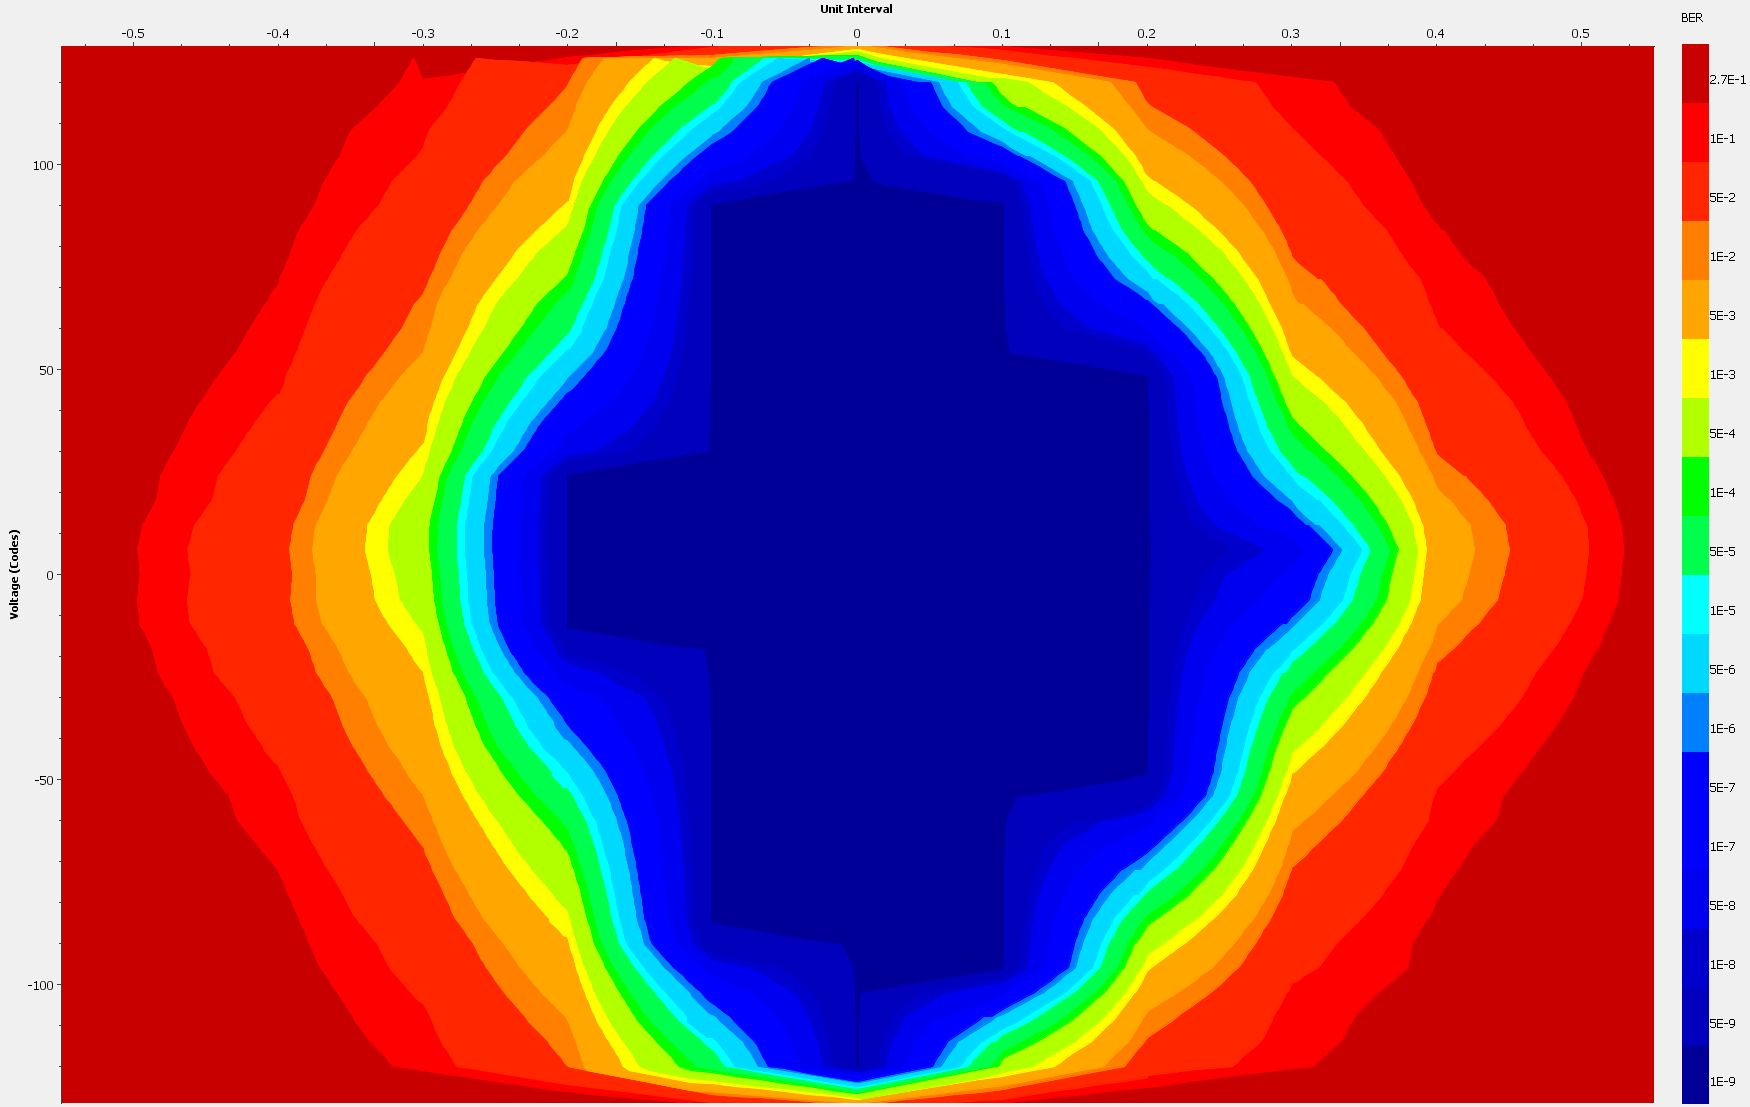 Unit Interval
BER
-0.5 -0.4 -0.3 -0.2 -0.1 0 0.1 0.2 0.3 0.4 0.5
2.7E-1
1E-1
5E-2
1E-2
5E-3
1E-3
5E-4
1E-4
5E-5
1E-5
5E-6
1E-6
5E-7
1E-7
5E-8
1E-8
5E-9
1E-9
Voltage (Codes)
100
50
0
-50
-100